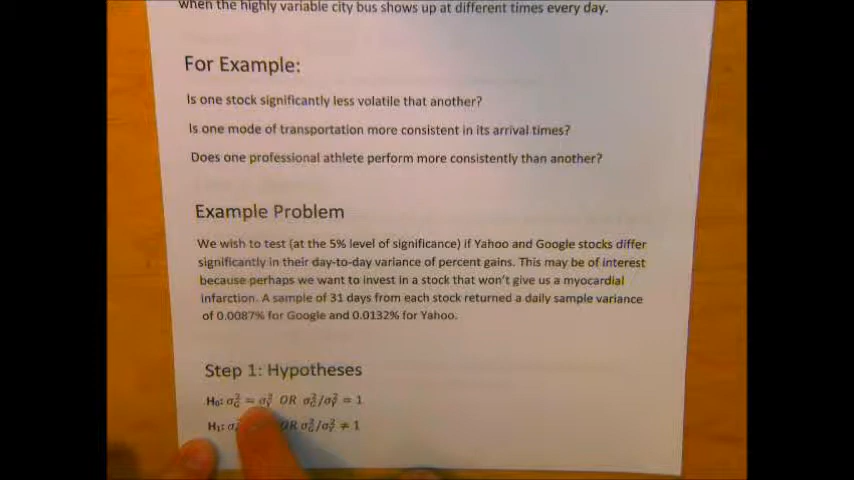 when the highly variable city bus shows up at different times every day.
For Example:
Is one stock significantly less volatile that another?
Is one mode of transportation more consistent in its arrival times?
Does one professional athlete perform more consistently than another?
Example Problem
We wish to test (at the 5% level of significance) if Yahoo and Google stocks differ
significantly in their day-to-day variance of percent gains. This may be of interest
because perhaps we want to invest in a stock that won't give us a myocardial
infarction. A sample of 31 days from each stock returned a daily sample variance
of 0.0087% for Google and 0.0132% for Yahoo.
Step 1: Hypotheses
H₀: σ²_G = σ²_Y OR σ²_G/σ²_Y = 1
H₁: OR σ²_G/σ²_Y ≠ 1